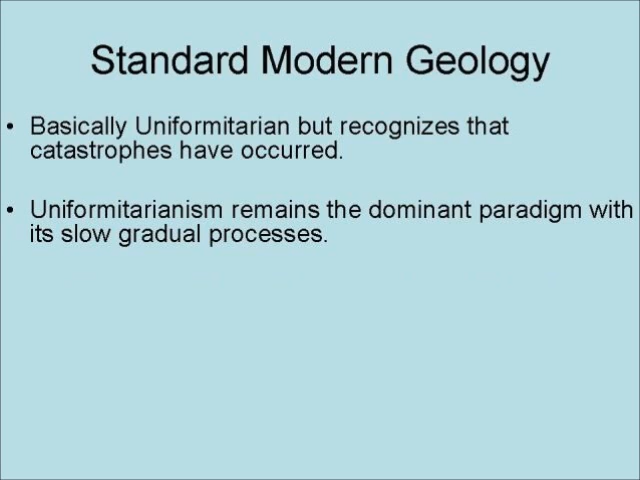 Standard Modern Geology
• Basically Uniformitarian but recognizes that
catastrophes have occurred.
• Uniformitarianism remains the dominant paradigm with
its slow gradual processes.